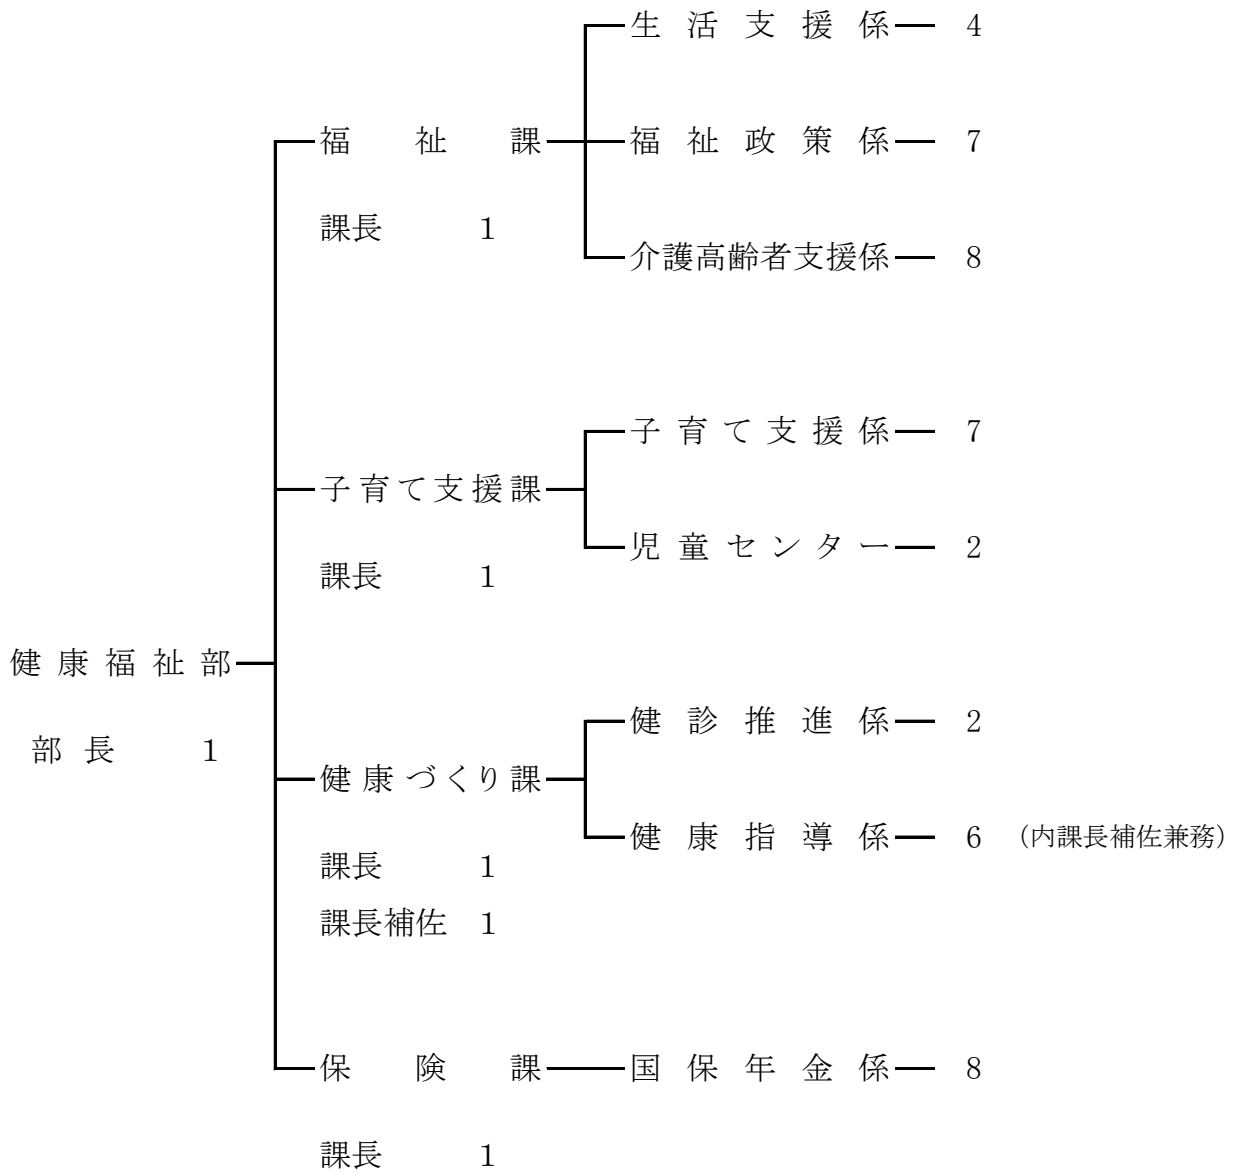 生活支援係 4
福祉課
福祉政策係 7
課長 1
介護高齢者支援係 8
子育て支援係 7
子育て支援課
児童センター 2
課長 1
健康福祉部
部長 1
健診推進係 2
健康づくり課
健康指導係 6 （内課長補佐兼務）
課長 1
課長補佐 1
保険課
国保年金係 8
課長 1